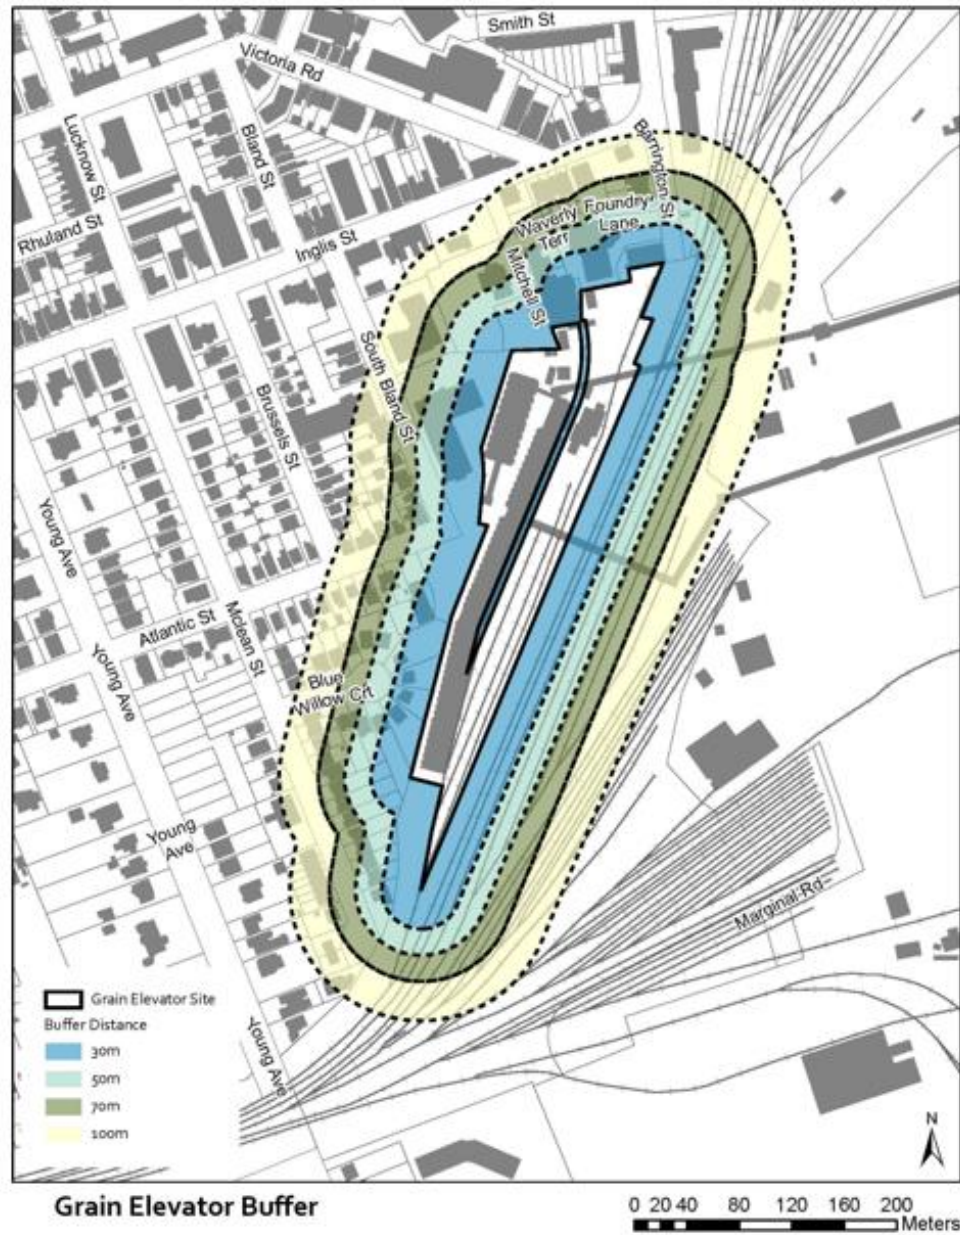 Smith St
Victoria Rd
Lucknow St
Bland St
Barrington St
Rhuland St
Inglis St
Waverly
Terr
Foundry
Lane
Mitchell St
South Bland St
Brussels St
Young Ave
Atlantic St
Mclean St
Young Ave
Blue
Willow Crt
Young
Ave
Marginal Rd
Young Ave
Grain Elevator Site
Buffer Distance
30m
50m
70m
100m
N
Grain Elevator Buffer
0 20 40 80 120 160 200
Meters